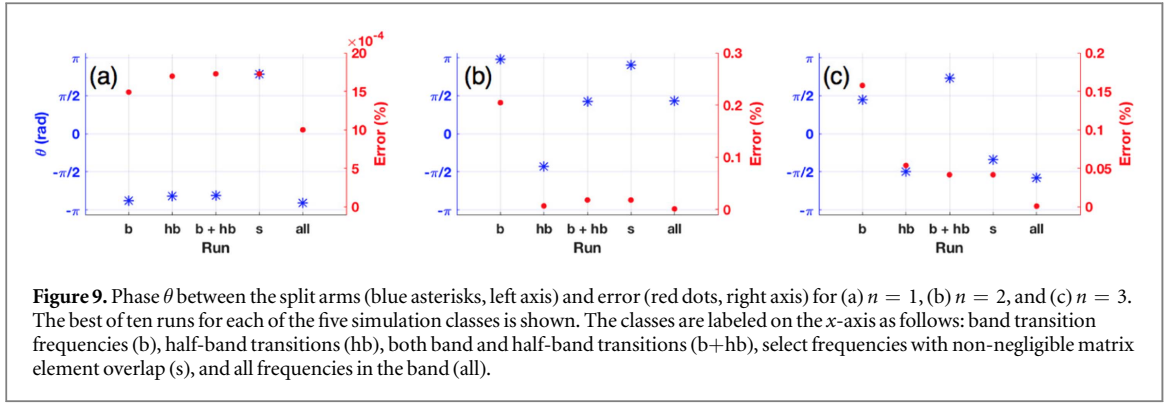 ×10⁻⁴
π
π/2
0
-π/2
-π
θ (rad)
(a)
20
15
10
5
0
Error (%)
b hb b + hb s all
Run
π
π/2
0
-π/2
-π
(b)
0.3
0.2
0.1
0
Error (%)
b hb b + hb s all
Run
π
π/2
0
-π/2
-π
(c)
0.2
0.15
0.1
0.05
0
Error (%)
b hb b + hb s all
Run
Figure 9. Phase θ between the split arms (blue asterisks, left axis) and error (red dots, right axis) for (a) n = 1, (b) n = 2, and (c) n = 3.
The best of ten runs for each of the five simulation classes is shown. The classes are labeled on the x-axis as follows: band transition
frequencies (b), half-band transitions (hb), both band and half-band transitions (b+hb), select frequencies with non-negligible matrix
element overlap (s), and all frequencies in the band (all).